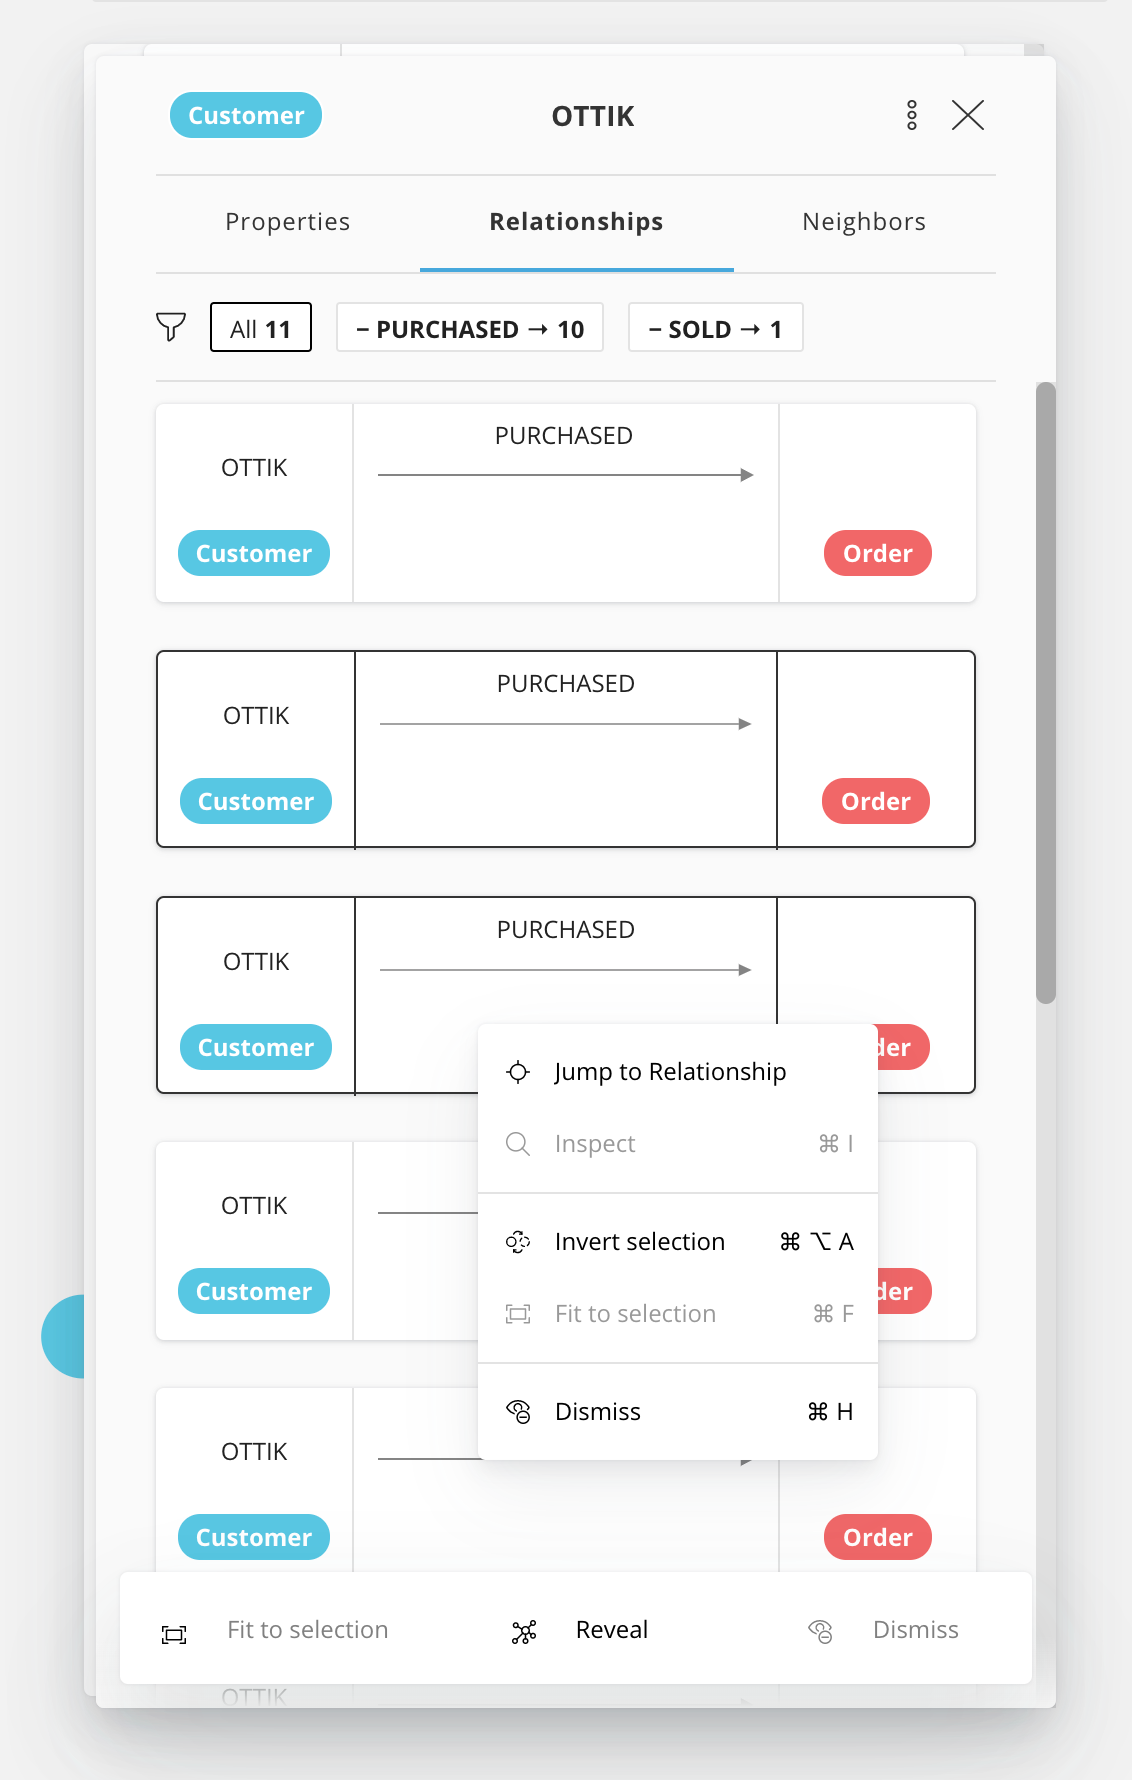 Customer
OTTIK
Properties
Relationships
Neighbors
All 11
– PURCHASED → 10
– SOLD → 1
PURCHASED
OTTIK
Customer
Order
PURCHASED
OTTIK
Customer
Order
PURCHASED
OTTIK
Customer
der
Jump to Relationship
Inspect ⌘ I
Invert selection ⌘ ⌥ A
Fit to selection ⌘ F
Dismiss ⌘ H
OTTIK
Customer
der
OTTIK
Customer
Order
Fit to selection
Reveal
Dismiss
OTTIK